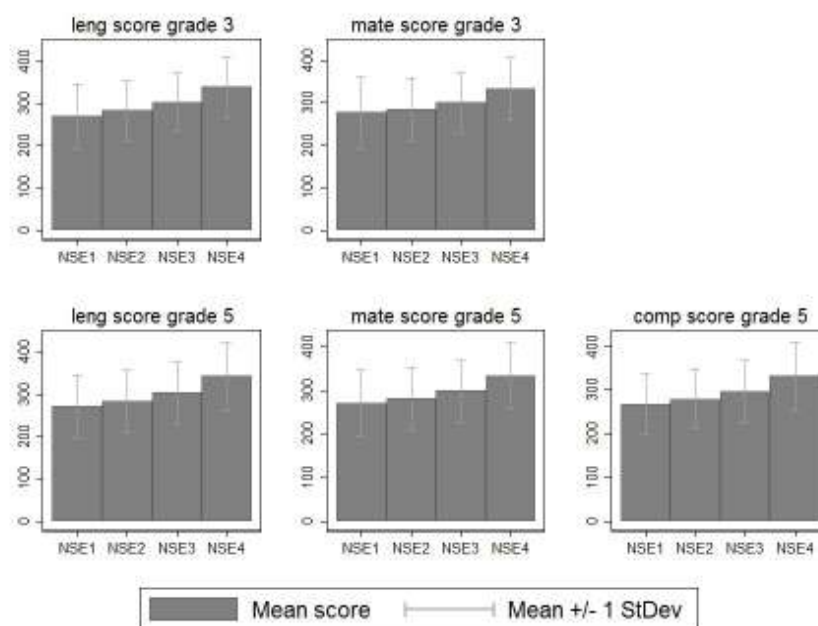 leng score grade 3
400
300
200
100
0
NSE1 NSE2 NSE3 NSE4
mate score grade 3
400
300
200
100
0
NSE1 NSE2 NSE3 NSE4
leng score grade 5
400
300
200
100
0
NSE1 NSE2 NSE3 NSE4
mate score grade 5
400
300
200
100
0
NSE1 NSE2 NSE3 NSE4
comp score grade 5
400
300
200
100
0
NSE1 NSE2 NSE3 NSE4
Mean score Mean +/- 1 StDev